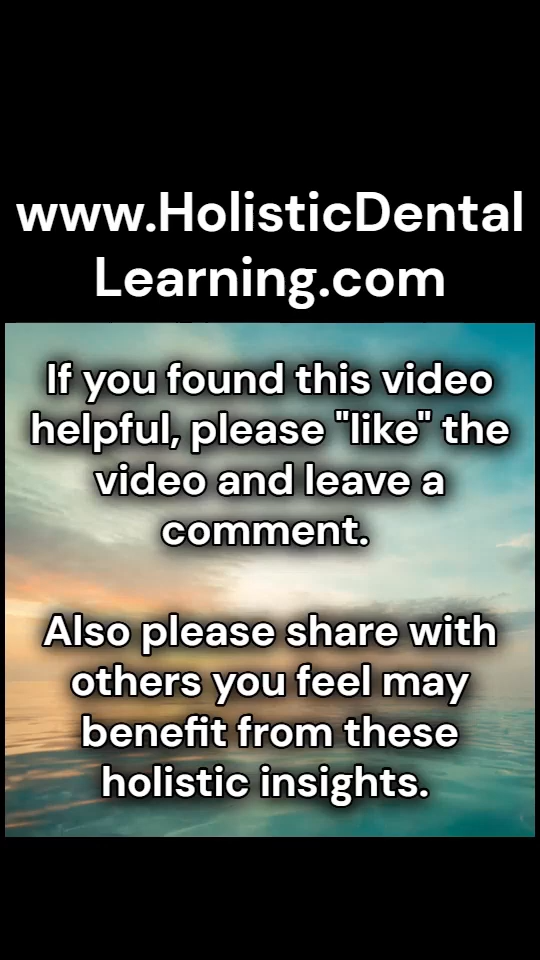 www.HolisticDental
Learning.com
If you found this video
helpful, please "like" the
video and leave a
comment.
Also please share with
others you feel may
benefit from these
holistic insights.